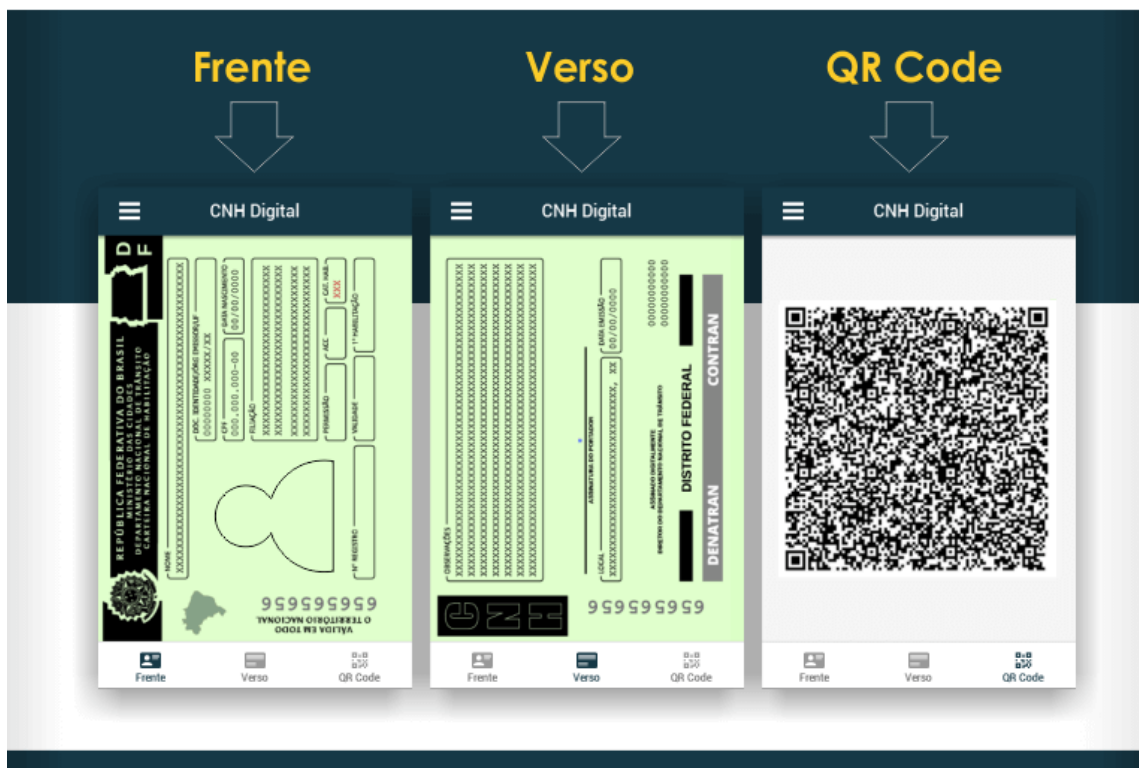 Frente
Verso
QR Code
CNH Digital
D F
REPÚBLICA FEDERATIVA DO BRASIL
MINISTÉRIO DAS CIDADES
DEPARTAMENTO NACIONAL DE TRÂNSITO
CARTEIRA NACIONAL DE HABILITAÇÃO
NOME
DOC. IDENTIDADE/ÓRG EMISSOR/UF
00000000 XXXX/XX
CPF
000.000.000-00
DATA NASCIMENTO
00/00/0000
FILIAÇÃO
PERMISSÃO
ACC
CAT. HAB.
XXX
Nº REGISTRO
VALIDADE
1ª HABILITAÇÃO
VÁLIDA EM TODO
O TERRITÓRIO NACIONAL
Frente
Verso
QR Code
CNH Digital
OBSERVAÇÕES
ASSINATURA DO PORTADOR
LOCAL
DATA EMISSÃO
00/00/0000
ASSINADO DIGITALMENTE
DEPARTAMENTO NACIONAL DE TRÂNSITO
DISTRITO FEDERAL
DENATRAN
CONTRAN
CNH
Frente
Verso
QR Code
CNH Digital
Frente
Verso
QR Code